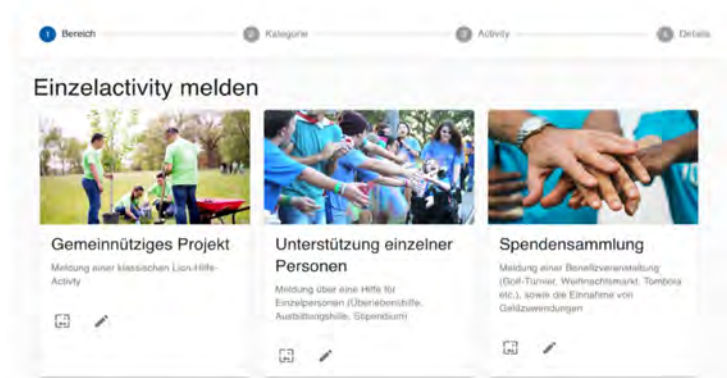 1 Bereich
2 Kategorie
3 Activity
4 Details
Einzelactivity melden
Gemeinnütziges Projekt
Meldung einer klassischen Lion-Hilfe-
Activty
Unterstützung einzelner
Personen
Meldung über eine Hilfe für
Einzelpersonen (Überlebenshilfe,
Ausbildungshilfe, Stipendium)
Spendensammlung
Meldung einer Benefizveranstaltung
(Golf-Turnier, Weihnachtsmarkt, Tombola
etc.), sowie die Einnahme von
Geldzuwendungen